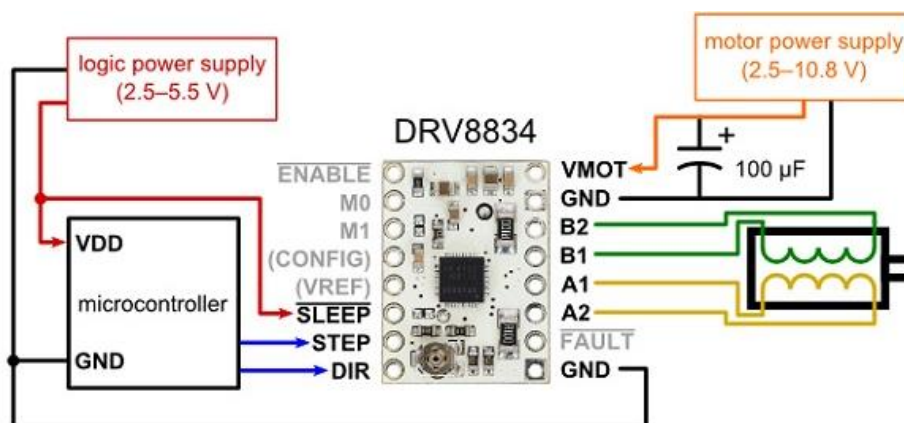 logic power supply
(2.5–5.5 V)
motor power supply
(2.5–10.8 V)
DRV8834
+
100 µF
ENABLE
M0
M1
(CONFIG)
(VREF)
SLEEP
STEP
DIR
VMOT
GND
B2
B1
A1
A2
FAULT
GND
VDD
microcontroller
GND